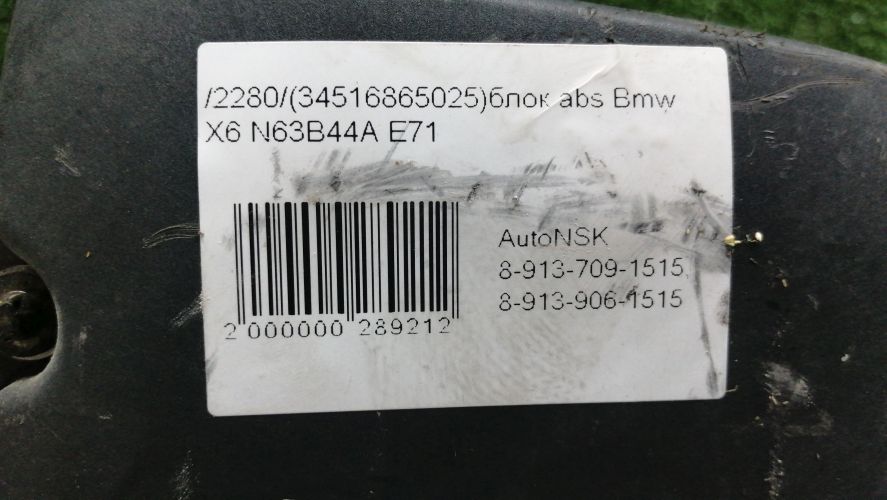 /2280/(34516865025)блок abs Bmw
X6 N63B44A E71
AutoNSK
8-913-709-1515,
8-913-906-1515
2 000000 289212